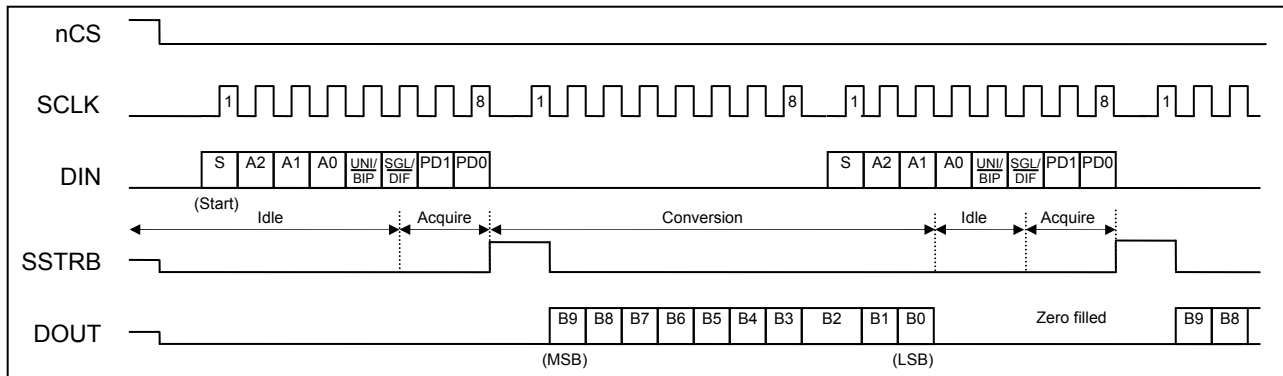 nCS
SCLK 1 8 1 8 1 8 1
DIN S A2 A1 A0 UNI/BIP SGL/DIF PD1 PD0 S A2 A1 A0 UNI/BIP SGL/DIF PD1 PD0
(Start)
Idle Acquire Conversion Idle Acquire
SSTRB
DOUT B9 B8 B7 B6 B5 B4 B3 B2 B1 B0 Zero filled B9 B8
(MSB) (LSB)